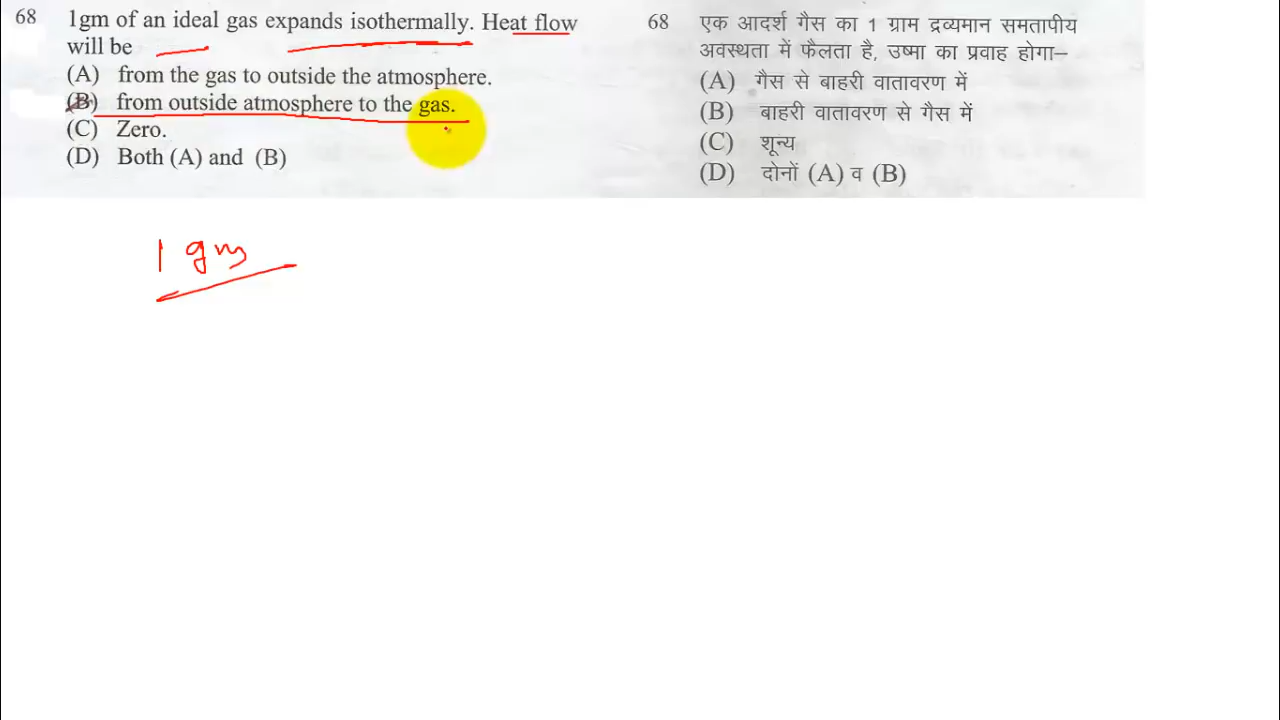 68 1gm of an ideal gas expands isothermally. Heat flow
will be
(A) from the gas to outside the atmosphere.
(B) from outside atmosphere to the gas.
(C) Zero.
(D) Both (A) and (B)
68 एक आदर्श गैस का 1 ग्राम द्रव्यमान समतापीय
अवस्थता में फैलता है, उष्मा का प्रवाह होगा–
(A) गैस से बाहरी वातावरण में
(B) बाहरी वातावरण से गैस में
(C) शून्य
(D) दोनों (A) व (B)
1 gm